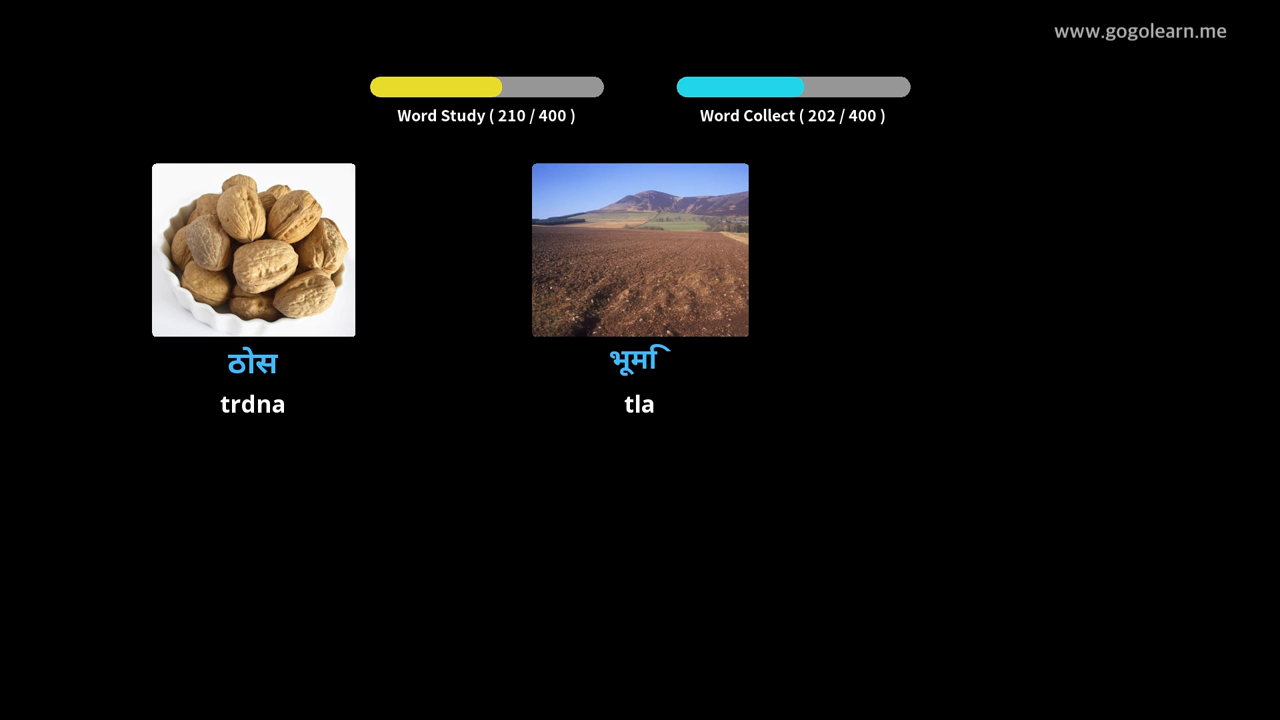 www.gogolearn.me
Word Study ( 210 / 400 )
Word Collect ( 202 / 400 )
ठोस
भूमि
trdna
tla